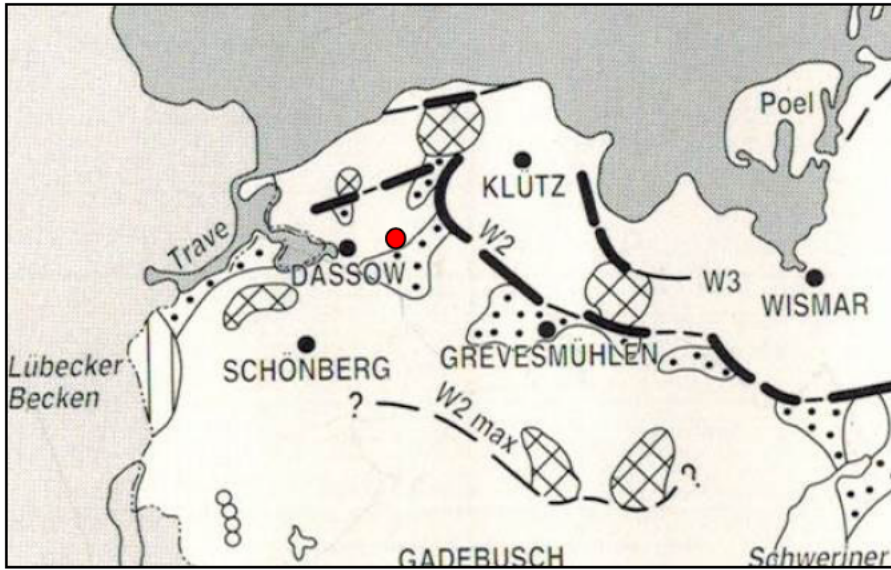 Poel
KLÜTZ
Trave
W2
DASSOW
W3
WISMAR
GREVESMÜHLEN
Lübecker
Becken
SCHÖNBERG
?
W2 max
?
GADEBUSCH
Schweriner